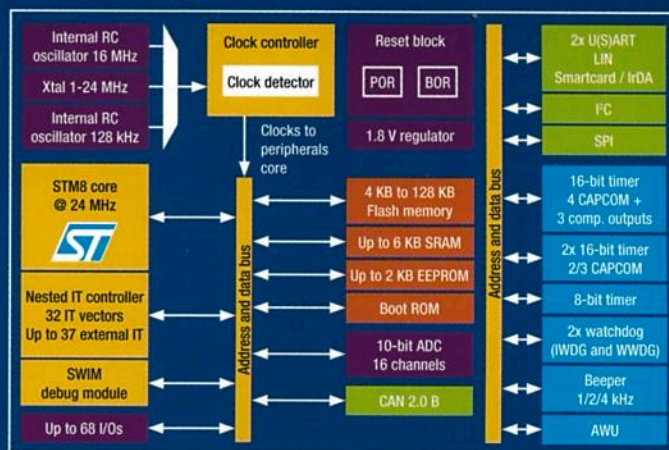 Internal RC
oscillator 16 MHz
Xtal 1-24 MHz
Internal RC
oscillator 128 kHz
Clock controller
Clock detector
Clocks to
peripherals
core
Reset block
POR
BOR
1.8 V regulator
STM8 core
@ 24 MHz
ST
Nested IT controller
32 IT vectors
Up to 37 external IT
SWIM
debug module
Up to 68 I/Os
Address and data bus
4 KB to 128 KB
Flash memory
Up to 6 KB SRAM
Up to 2 KB EEPROM
Boot ROM
10-bit ADC
16 channels
CAN 2.0 B
Address and data bus
2x U(S)ART
LIN
Smartcard / IrDA
I²C
SPI
16-bit timer
4 CAPCOM +
3 comp. outputs
2x 16-bit timer
2/3 CAPCOM
8-bit timer
2x watchdog
(IWDG and WWDG)
Beeper
1/2/4 kHz
AWU